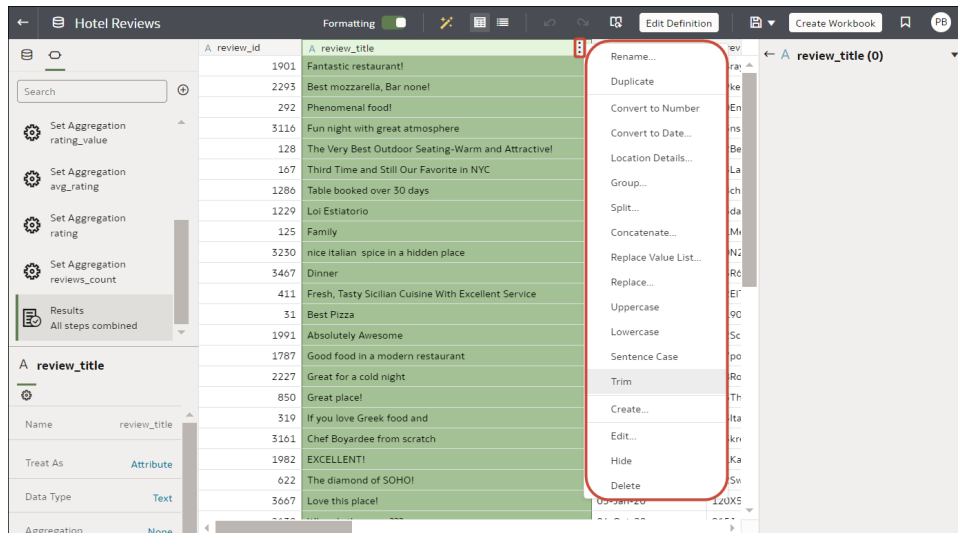 Hotel Reviews
Formatting
Edit Definition
Create Workbook
PB
Search
Set Aggregation
rating_value
Set Aggregation
avg_rating
Set Aggregation
rating
Set Aggregation
reviews_count
Results
All steps combined
A review_title
Name review_title
Treat As Attribute
Data Type Text
Aggregation None
A review_id A review_title
1901 Fantastic restaurant!
2293 Best mozzarella, Bar none!
292 Phenomenal food!
3116 Fun night with great atmosphere
128 The Very Best Outdoor Seating-Warm and Attractive!
167 Third Time and Still Our Favorite in NYC
1286 Table booked over 30 days
1229 Loi Estiatorio
125 Family
3230 nice italian spice in a hidden place
3467 Dinner
411 Fresh, Tasty Sicilian Cuisine With Excellent Service
31 Best Pizza
1991 Absolutely Awesome
1787 Good food in a modern restaurant
2227 Great for a cold night
850 Great place!
319 If you love Greek food and
3161 Chef Boyardee from scratch
1982 EXCELLENT!
622 The diamond of SOHO!
3667 Love this place!
Rename...
Duplicate
Convert to Number
Convert to Date...
Location Details...
Group...
Split...
Concatenate...
Replace Value List...
Replace...
Uppercase
Lowercase
Sentence Case
Trim
Create...
Edit...
Hide
Delete
A review_title (0)